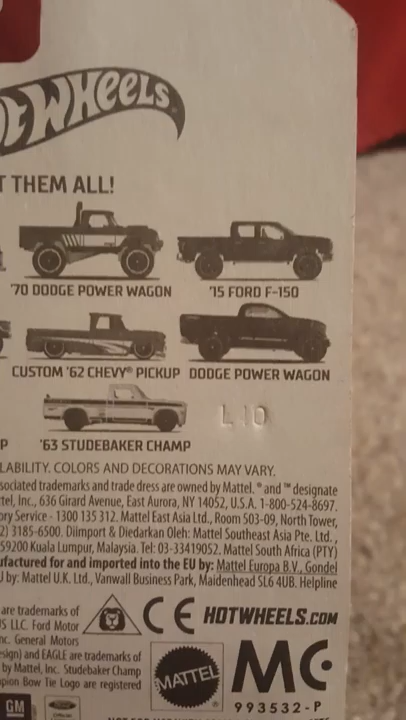 Hot Wheels
T THEM ALL!
'70 DODGE POWER WAGON '15 FORD F-150
CUSTOM '62 CHEVY® PICKUP DODGE POWER WAGON
L10
P '63 STUDEBAKER CHAMP
LABILITY. COLORS AND DECORATIONS MAY VARY.
sociated trademarks and trade dress are owned by Mattel. ® and ™ designate
tel, Inc., 636 Girard Avenue, East Aurora, NY 14052, U.S.A. 1-800-524-8697.
ory Service - 1300 135 312. Mattel East Asia Ltd., Room 503-09, North Tower,
2) 3185-6500. Diimport & Diedarkan Oleh: Mattel Southeast Asia Pte. Ltd.,
59200 Kuala Lumpur, Malaysia. Tel: 03-33419052. Mattel South Africa (PTY)
ufactured for and imported into the EU by: Mattel Europa B.V., Gondel
U by: Mattel U.K. Ltd., Vanwall Business Park, Maidenhead SL6 4UB. Helpline
are trademarks of
US LLC. Ford Motor
nc. General Motors
sign) and EAGLE are trademarks of
by Mattel, Inc. Studebaker Champ
pion Bow Tie Logo are registered
CE HOTWHEELS.COM
MATTEL MC
993532-P
GM Ford